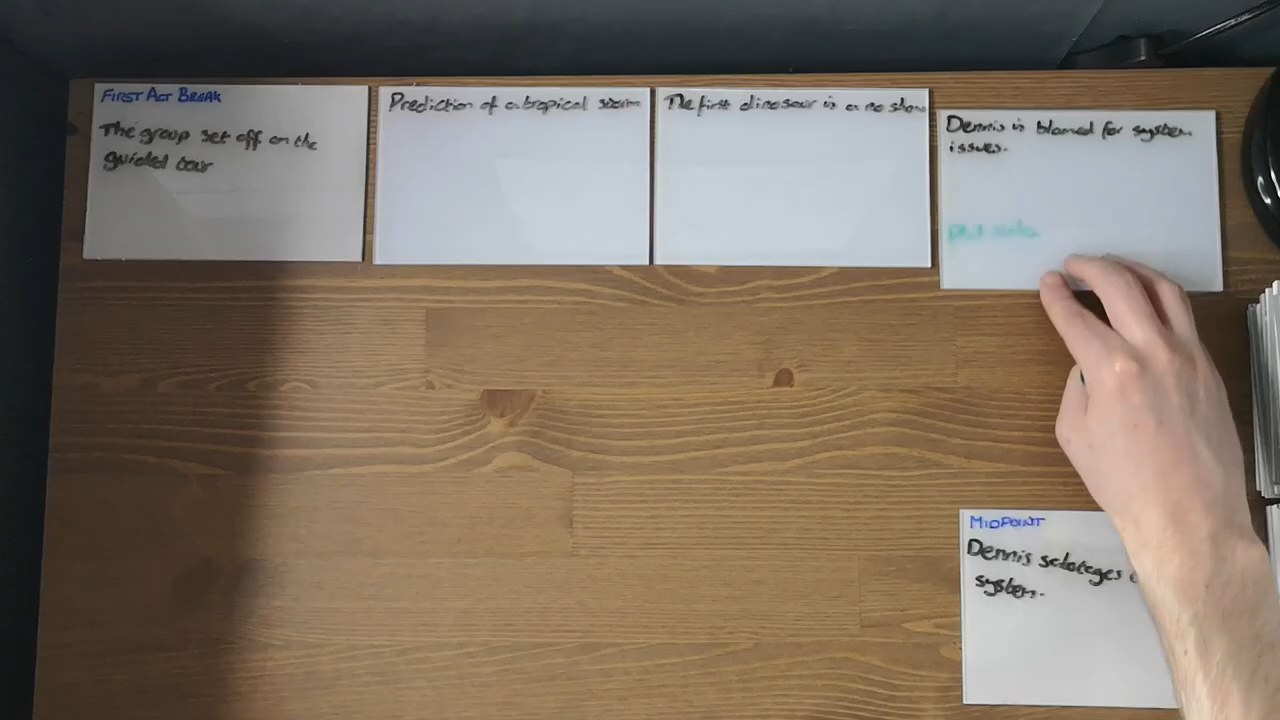 FIRST ACT BREAK
The group set off on the
guided tour
Prediction of a tropical storm
The first dinosaur is a no show
Dennis is blamed for system
issues.
MIDPOINT
Dennis sabotages
system.